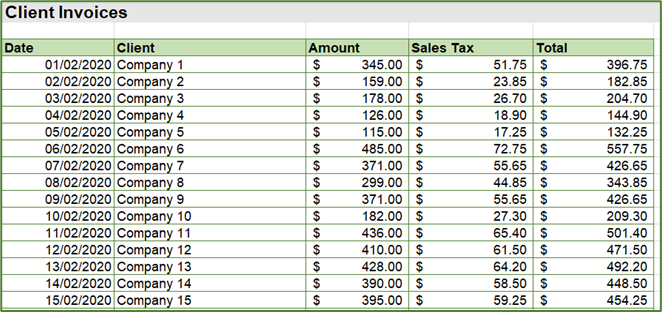 Client Invoices
Date Client Amount Sales Tax Total
01/02/2020 Company 1 $ 345.00 $ 51.75 $ 396.75
02/02/2020 Company 2 $ 159.00 $ 23.85 $ 182.85
03/02/2020 Company 3 $ 178.00 $ 26.70 $ 204.70
04/02/2020 Company 4 $ 126.00 $ 18.90 $ 144.90
05/02/2020 Company 5 $ 115.00 $ 17.25 $ 132.25
06/02/2020 Company 6 $ 485.00 $ 72.75 $ 557.75
07/02/2020 Company 7 $ 371.00 $ 55.65 $ 426.65
08/02/2020 Company 8 $ 299.00 $ 44.85 $ 343.85
09/02/2020 Company 9 $ 371.00 $ 55.65 $ 426.65
10/02/2020 Company 10 $ 182.00 $ 27.30 $ 209.30
11/02/2020 Company 11 $ 436.00 $ 65.40 $ 501.40
12/02/2020 Company 12 $ 410.00 $ 61.50 $ 471.50
13/02/2020 Company 13 $ 428.00 $ 64.20 $ 492.20
14/02/2020 Company 14 $ 390.00 $ 58.50 $ 448.50
15/02/2020 Company 15 $ 395.00 $ 59.25 $ 454.25